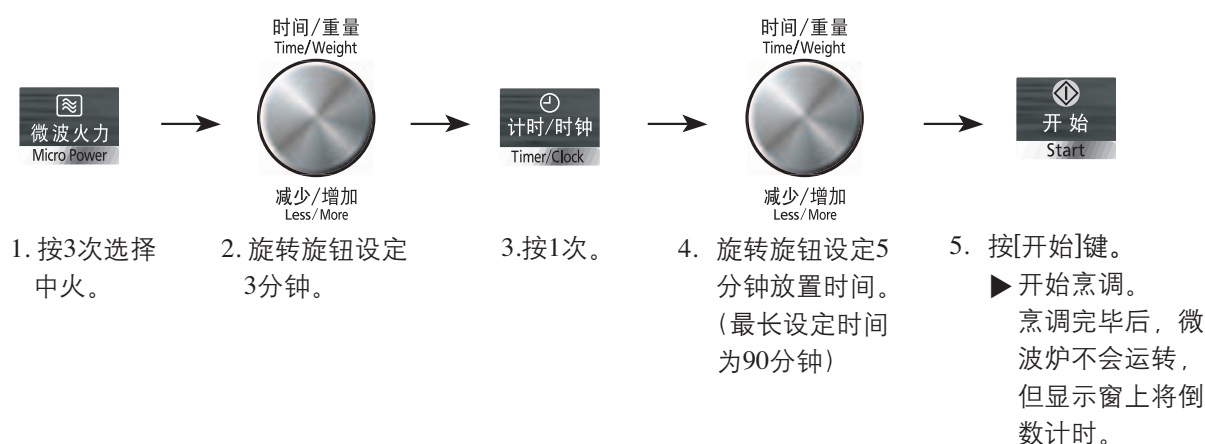 时间/重量
Time/Weight
时间/重量
Time/Weight
微波火力
Micro Power
计时/时钟
Timer/Clock
开始
Start
减少/增加
Less/More
减少/增加
Less/More
1. 按3次选择
中火。
2. 旋转旋钮设定
3分钟。
3.按1次。
4. 旋转旋钮设定5
分钟放置时间。
(最长设定时间
为90分钟)
5. 按[开始]键。
▶开始烹调。
烹调完毕后，微
波炉不会运转，
但显示窗上将倒
数计时。